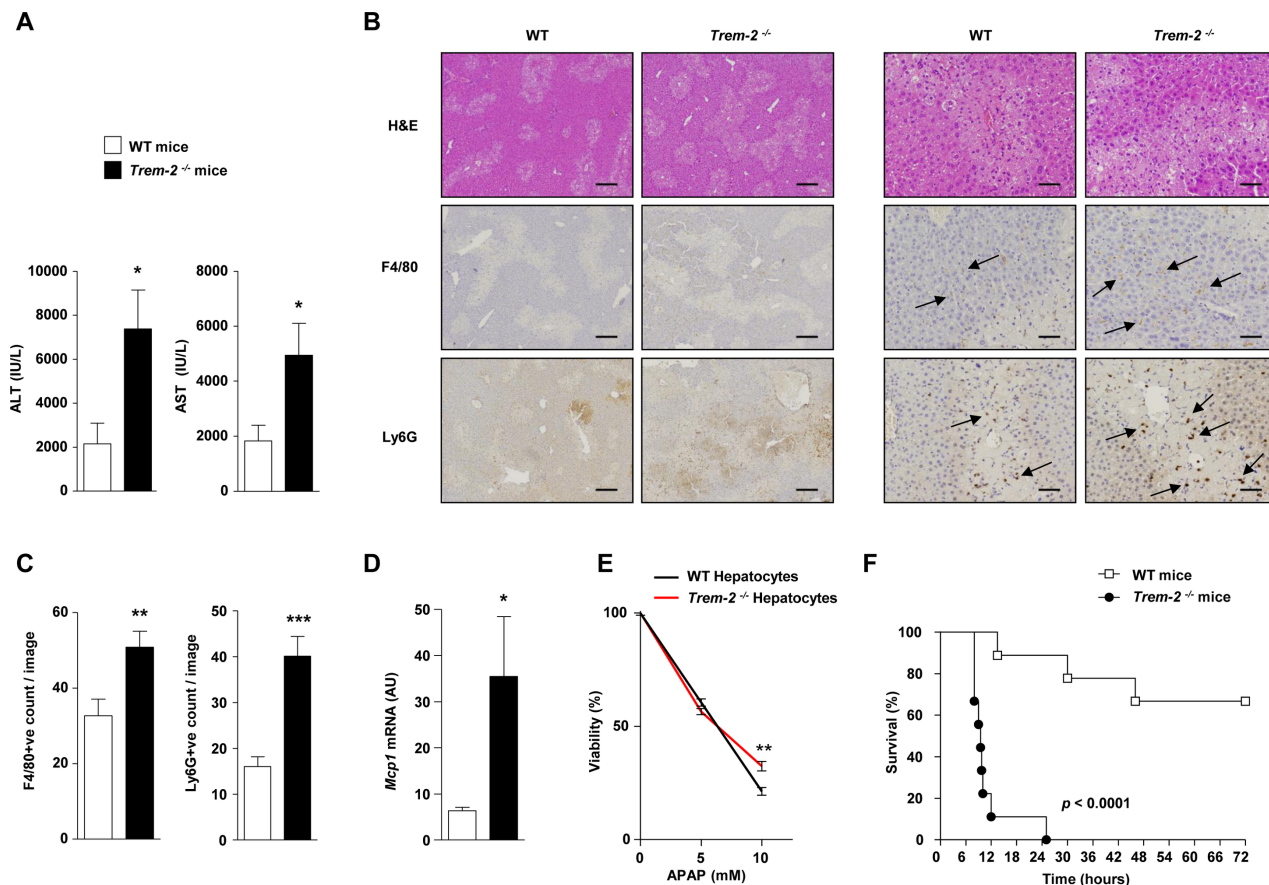 A
WT mice
Trem-2 -/- mice
ALT (IU/L)
10000
8000
6000
4000
2000
0
*
AST (IU/L)
8000
6000
4000
2000
0
*
B
WT
Trem-2 -/-
WT
Trem-2 -/-
H&E
F4/80
Ly6G
C
F4/80+ve count / image
60
40
20
0
**
Ly6G+ve count / image
50
40
30
20
10
0
***
D
Mcp1 mRNA (AU)
50
40
30
20
10
0
*
E
WT Hepatocytes
Trem-2 -/- Hepatocytes
Viability (%)
100
50
0
**
0 5 10
APAP (mM)
F
WT mice
Trem-2 -/- mice
Survival (%)
100
80
60
40
20
0
p < 0.0001
0 6 12 18 24 30 36 42 48 54 60 66 72
Time (hours)